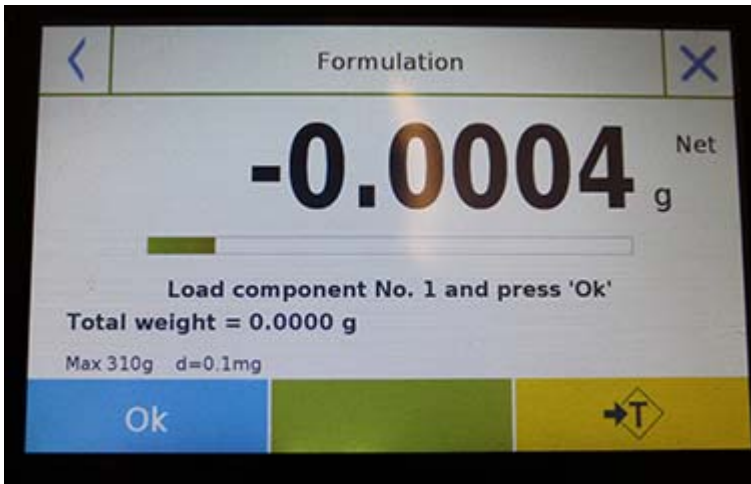 Formulation
-0.0004 g Net
Load component No. 1 and press 'Ok'
Total weight = 0.0000 g
Max 310g d=0.1mg
Ok T